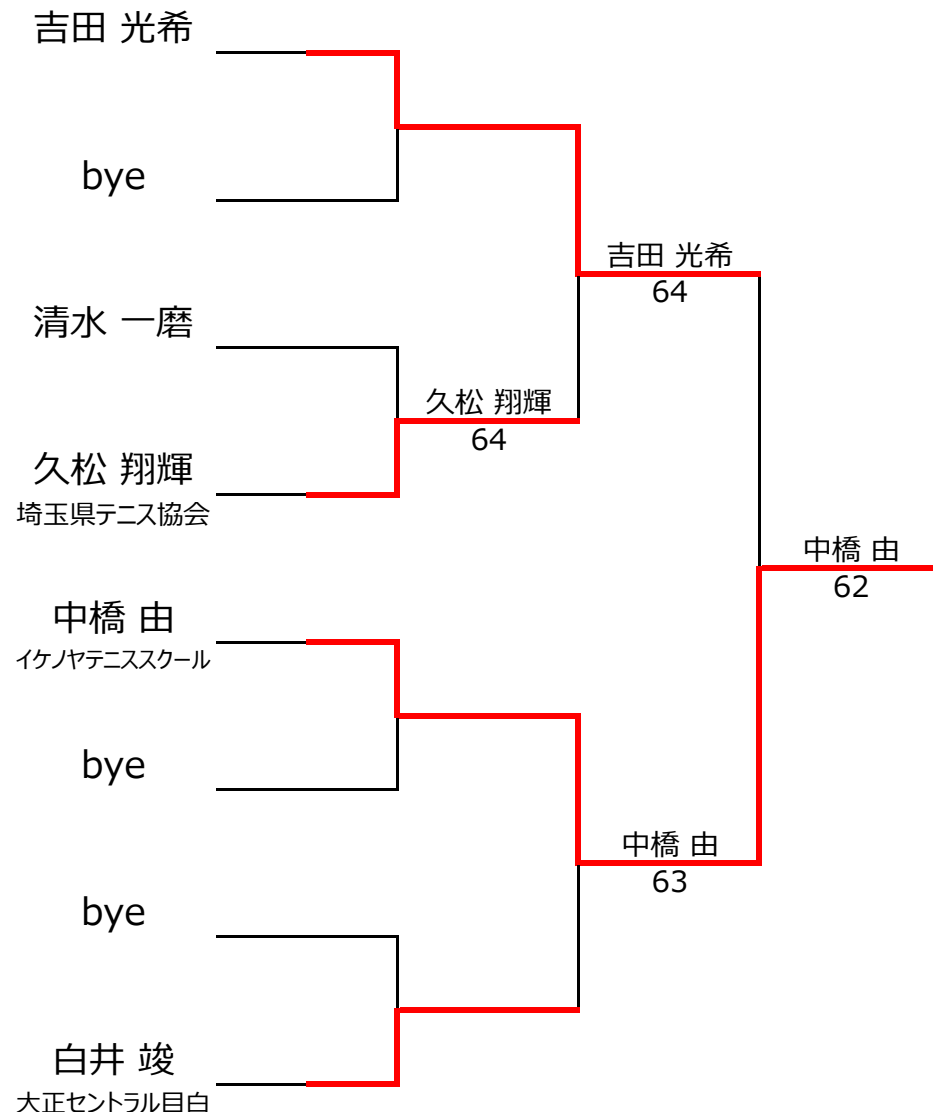 吉田 光希
bye
清水 一磨
久松 翔輝
埼玉県テニス協会
中橋 由
イケノヤテニススクール
bye
bye
白井 竣
大正セントラル目白
久松 翔輝
64
吉田 光希
64
中橋 由
63
中橋 由
62